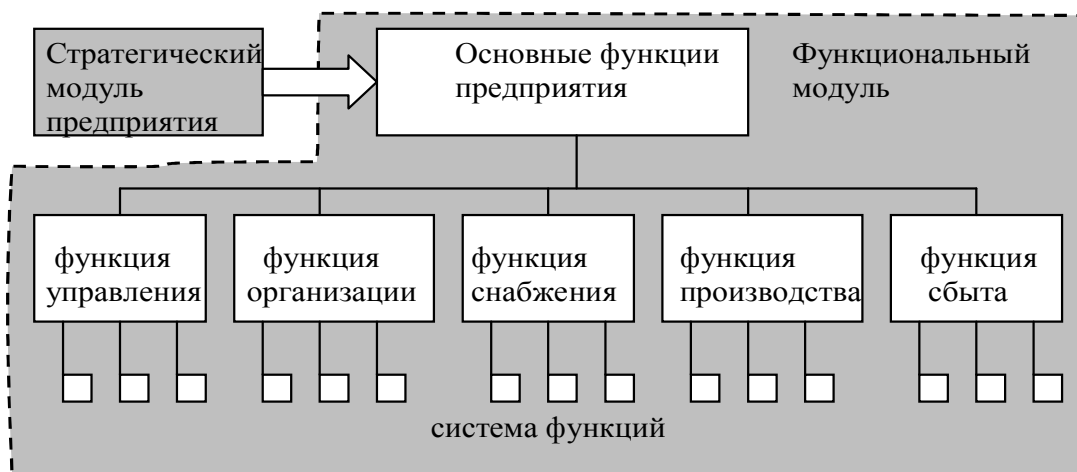 Стратегический
модуль
предприятия
Основные функции
предприятия
Функциональный
модуль
функция
управления
функция
организации
функция
снабжения
функция
производства
функция
сбыта
система функций